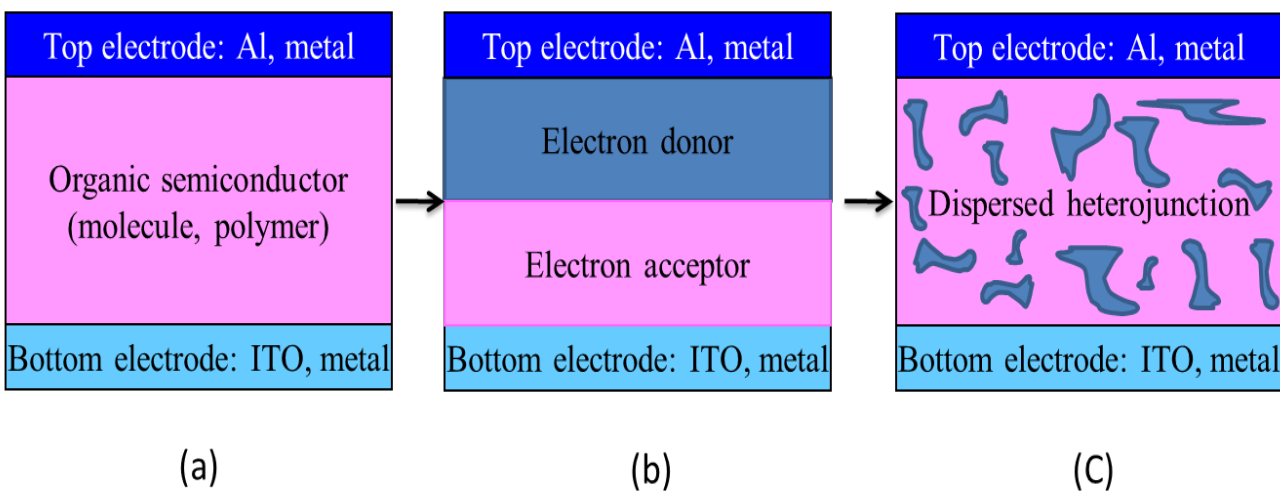 Top electrode: Al, metal
Organic semiconductor
(molecule, polymer)
Bottom electrode: ITO, metal
(a)
Top electrode: Al, metal
Electron donor
Electron acceptor
Bottom electrode: ITO, metal
(b)
Top electrode: Al, metal
Dispersed heterojunction
Bottom electrode: ITO, metal
(C)